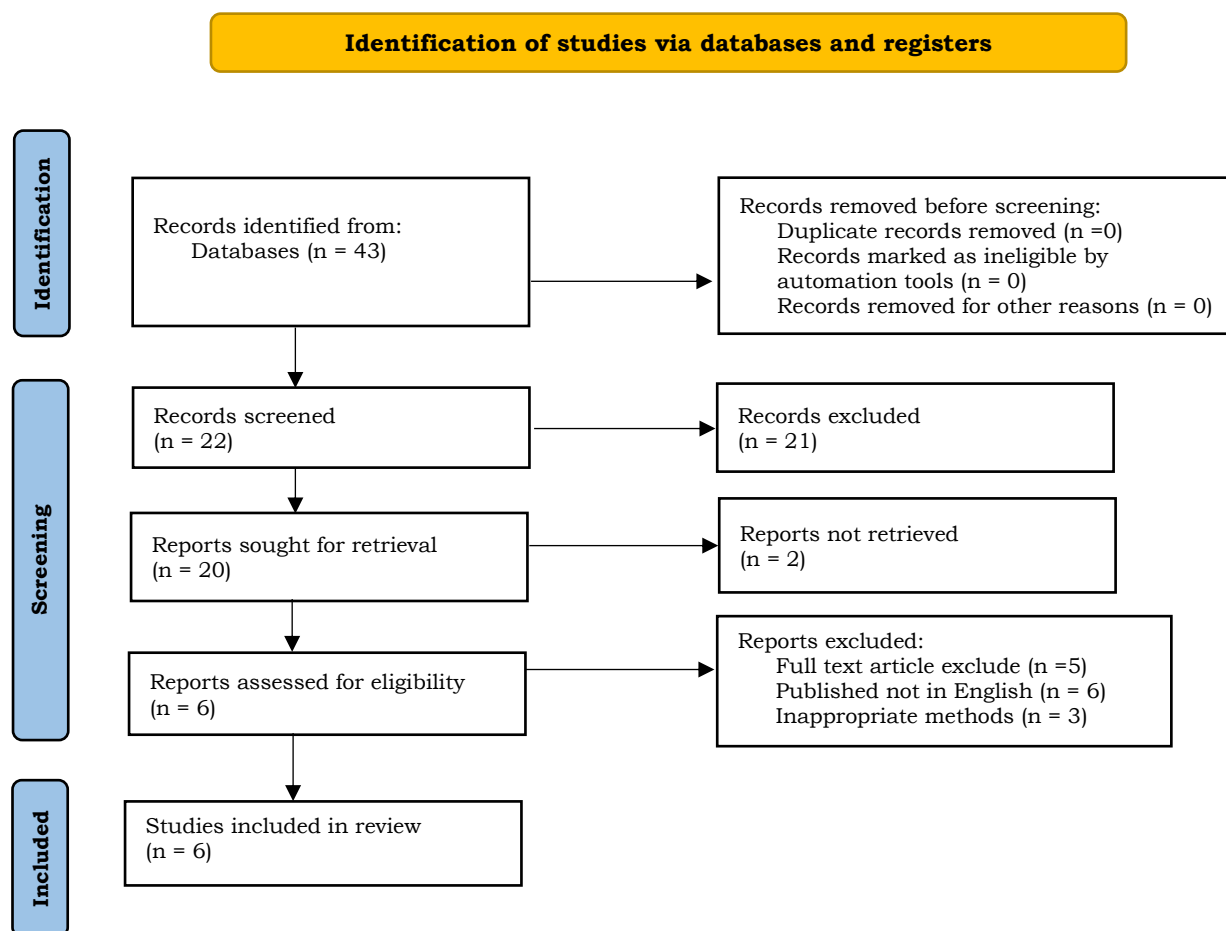 Identification of studies via databases and registers
Identification
Records identified from:
Databases (n = 43)
Records removed before screening:
Duplicate records removed (n =0)
Records marked as ineligible by
automation tools (n = 0)
Records removed for other reasons (n = 0)
Screening
Records screened
(n = 22)
Records excluded
(n = 21)
Reports sought for retrieval
(n = 20)
Reports not retrieved
(n = 2)
Reports assessed for eligibility
(n = 6)
Reports excluded:
Full text article exclude (n =5)
Published not in English (n = 6)
Inappropriate methods (n = 3)
Included
Studies included in review
(n = 6)